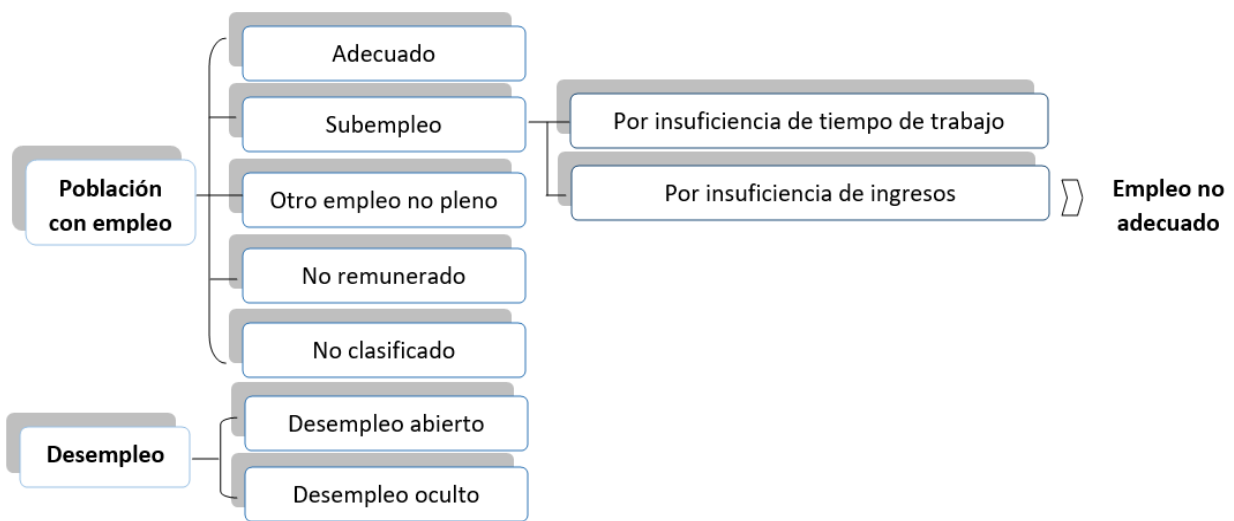 Población
con empleo
Adecuado
Subempleo
Otro empleo no pleno
No remunerado
No clasificado
Por insuficiencia de tiempo de trabajo
Por insuficiencia de ingresos
Empleo no
adecuado
Desempleo
Desempleo abierto
Desempleo oculto